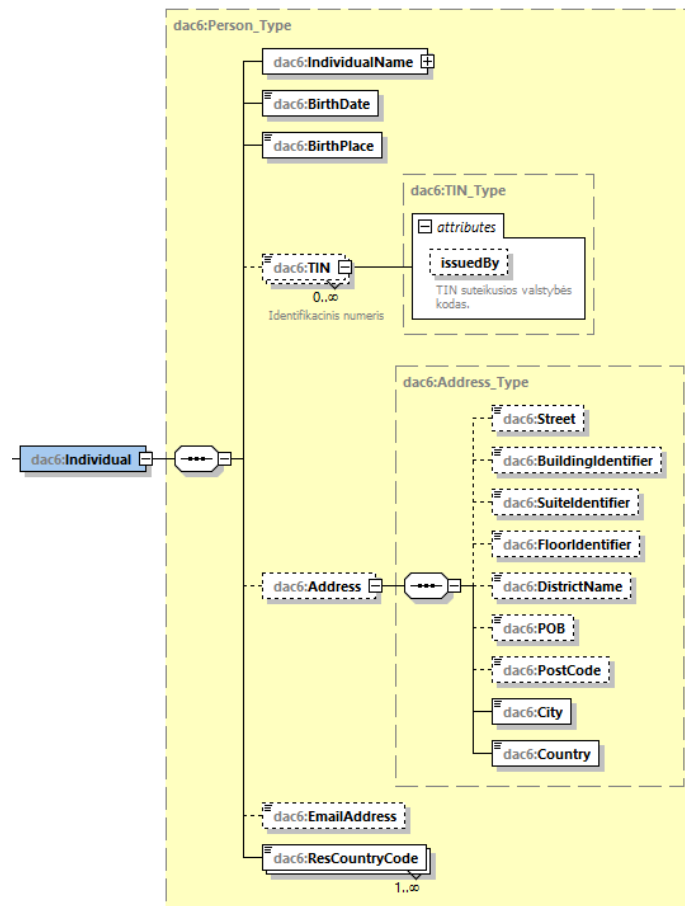 dac6:Person_Type
dac6:IndividualName
dac6:BirthDate
dac6:BirthPlace
dac6:TIN_Type
attributes
issuedBy
TIN suteikusios valstybės
kodas.
dac6:TIN
0..∞
Identifikacinis numeris
dac6:Address_Type
dac6:Street
dac6:BuildingIdentifier
dac6:SuiteIdentifier
dac6:FloorIdentifier
dac6:DistrictName
dac6:POB
dac6:PostCode
dac6:City
dac6:Country
dac6:Individual
dac6:Address
dac6:EmailAddress
dac6:ResCountryCode
1..∞